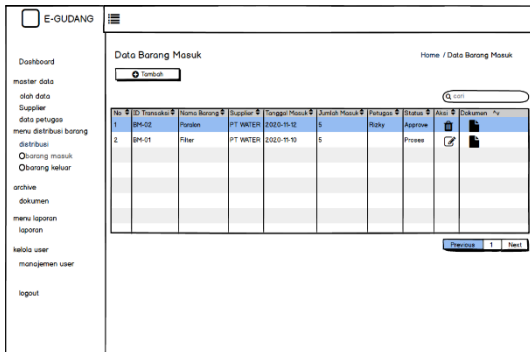 E-GUDANG
Dashboard
master data
olah data
Supplier
data petugas
menu distribusi barang
distribusi
barang masuk
barang keluar
archive
dokumen
menu laporan
laporan
kelola user
manajemen user
logout
Data Barang Masuk
Home / Data Barang Masuk
Tambah
cari
No ID Transaksi Nama Barang Supplier Tanggal Masuk Jumlah Masuk Petugas Status Aksi Dokumen
1 BM-02 Paralon PT WATER 2020-11-12 5 Rizky Approve
2 BM-01 Filter PT WATER 2020-11-10 5 Proses
Previous 1 Next